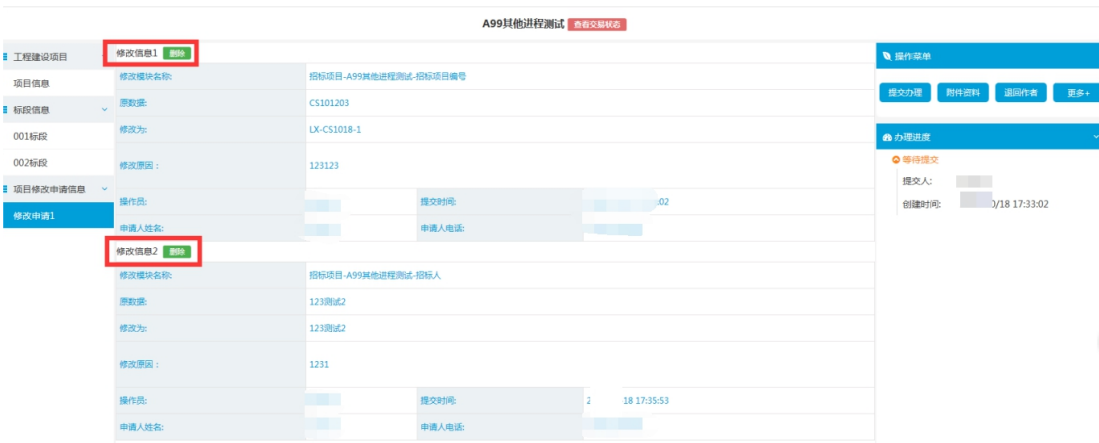 A99其他进程测试 查看交易状态
工程建设项目
项目信息
标段信息
001标段
002标段
项目修改申请信息
修改申请1
修改信息1 删除
修改模块名称: 招标项目-A99其他进程测试-招标项目编号
原数据: CS101203
修改为: LX-CS1018-1
修改原因： 123123
操作员: 提交时间: :02
申请人姓名: 申请人电话:
修改信息2 删除
修改模块名称: 招标项目-A99其他进程测试-招标人
原数据: 123测试2
修改为: 123测试2
修改原因： 1231
操作员: 提交时间: 2 18 17:35:53
申请人姓名: 申请人电话:
操作菜单
提交办理 附件资料 退回作者 更多+
办理进度
等待提交
提交人:
创建时间: 0/18 17:33:02